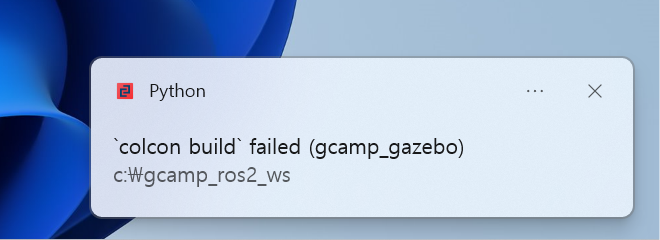 Python
`colcon build` failed (gcamp_gazebo)
c:₩gcamp_ros2_ws